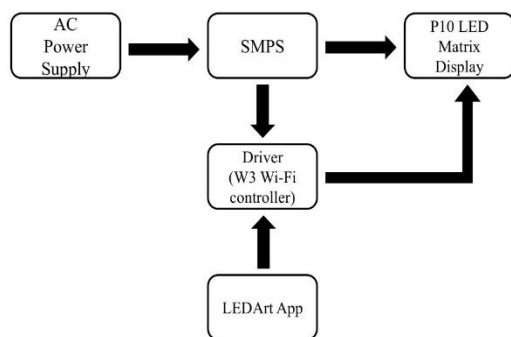 AC
Power
Supply
SMPS
P10 LED
Matrix
Display
Driver
(W3 Wi-Fi
controller)
LEDArt App